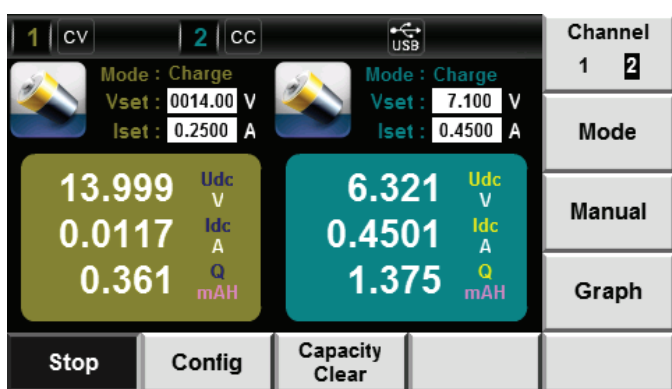 1 CV 2 CC USB
Mode : Charge
Vset : 0014.00 V
Iset : 0.2500 A
13.999 Udc V
0.0117 Idc A
0.361 Q mAH
Mode : Charge
Vset : 7.100 V
Iset : 0.4500 A
6.321 Udc V
0.4501 Idc A
1.375 Q mAH
Channel
1 2
Mode
Manual
Graph
Stop
Config
Capacity
Clear